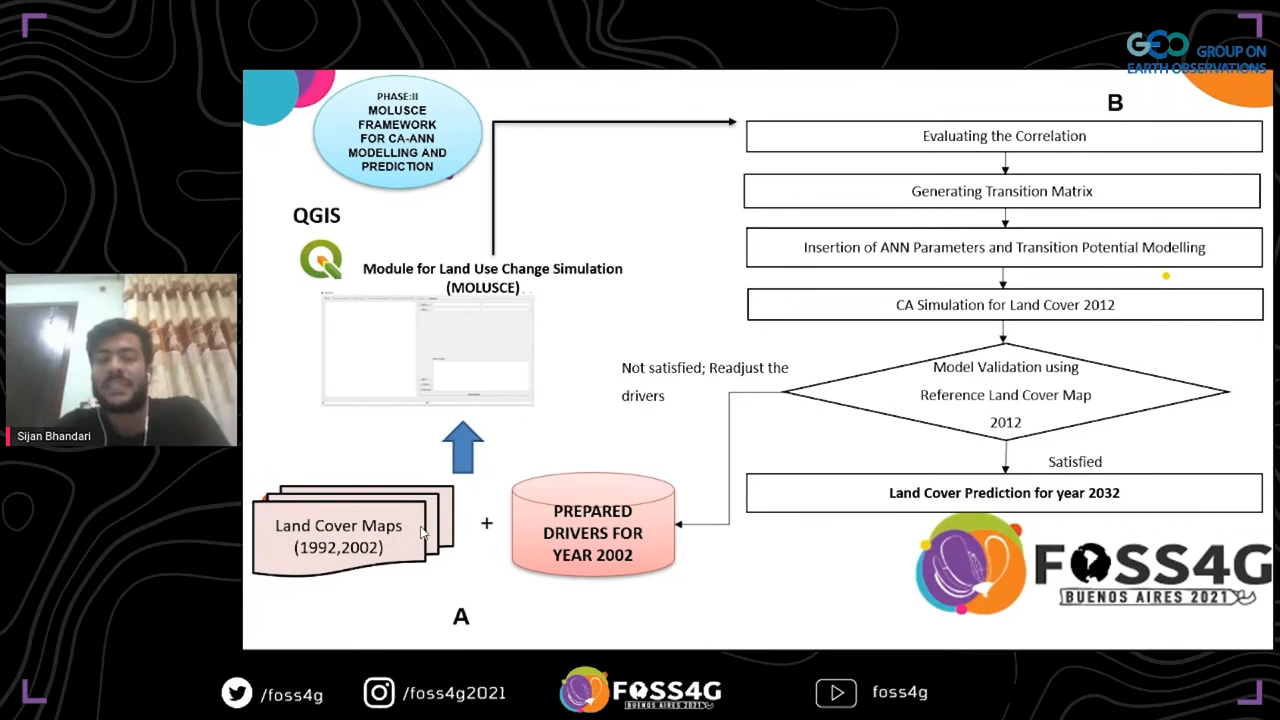 GEO GROUP ON
EARTH OBSERVATIONS
PHASE:II
MOLUSCE
FRAMEWORK
FOR CA-ANN
MODELLING AND
PREDICTION
B
Evaluating the Correlation
Generating Transition Matrix
Insertion of ANN Parameters and Transition Potential Modelling
CA Simulation for Land Cover 2012
Model Validation using
Reference Land Cover Map
2012
Not satisfied; Readjust the
drivers
Satisfied
Land Cover Prediction for year 2032
QGIS
Module for Land Use Change Simulation
(MOLUSCE)
Land Cover Maps
(1992,2002)
+
PREPARED
DRIVERS FOR
YEAR 2002
A
FOSS4G
BUENOS AIRES 2021
Sijan Bhandari
/foss4g
/foss4g2021
FOSS4G
BUENOS AIRES 2021
foss4g